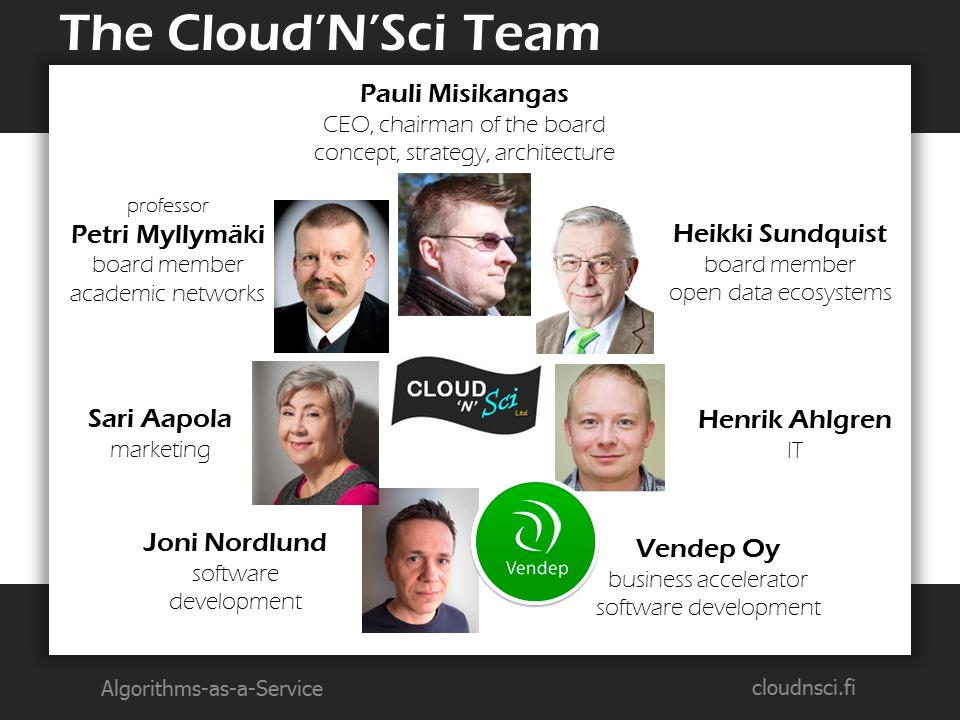 The Cloud’N’Sci Team
Pauli Misikangas
CEO, chairman of the board
concept, strategy, architecture
professor
Petri Myllymäki
board member
academic networks
Heikki Sundquist
board member
open data ecosystems
CLOUD
'N' Sci Ltd
Sari Aapola
marketing
Henrik Ahlgren
IT
Joni Nordlund
software
development
Vendep
Vendep Oy
business accelerator
software development
Algorithms-as-a-Service
cloudnsci.fi